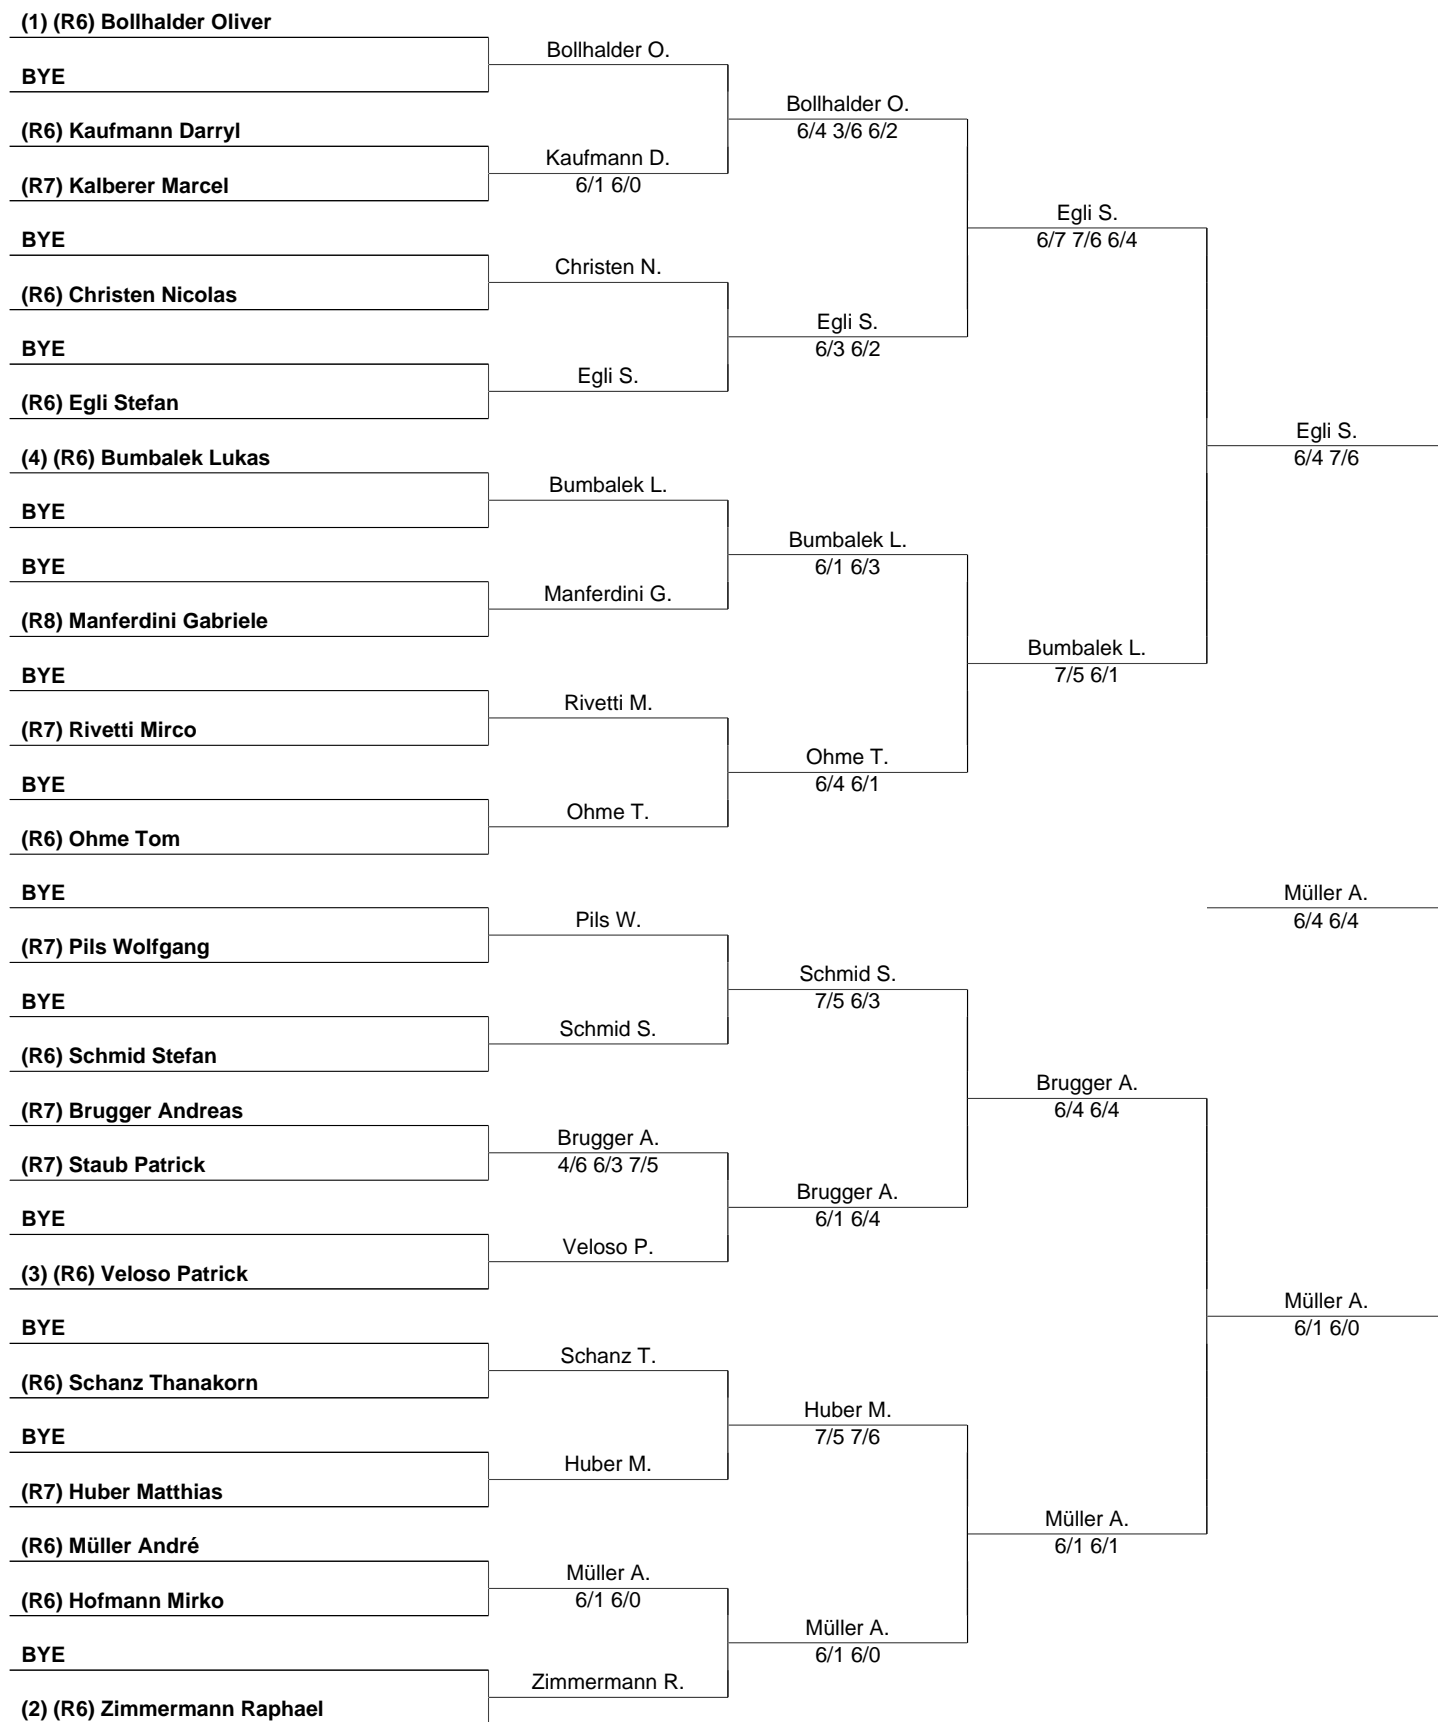 (1) (R6) Bollhalder Oliver
Bollhalder O.
BYE
Bollhalder O.
6/4 3/6 6/2
(R6) Kaufmann Darryl
Kaufmann D.
6/1 6/0
(R7) Kalberer Marcel
Egli S.
6/7 7/6 6/4
BYE
Christen N.
(R6) Christen Nicolas
Egli S.
6/3 6/2
BYE
Egli S.
(R6) Egli Stefan
Egli S.
6/4 7/6
(4) (R6) Bumbalek Lukas
Bumbalek L.
BYE
Bumbalek L.
6/1 6/3
BYE
Manferdini G.
(R8) Manferdini Gabriele
Bumbalek L.
7/5 6/1
BYE
Rivetti M.
(R7) Rivetti Mirco
Ohme T.
6/4 6/1
BYE
Ohme T.
(R6) Ohme Tom
BYE
Müller A.
6/4 6/4
Pils W.
(R7) Pils Wolfgang
Schmid S.
7/5 6/3
BYE
Schmid S.
(R6) Schmid Stefan
Brugger A.
6/4 6/4
(R7) Brugger Andreas
Brugger A.
4/6 6/3 7/5
(R7) Staub Patrick
Brugger A.
6/1 6/4
BYE
Veloso P.
(3) (R6) Veloso Patrick
Müller A.
6/1 6/0
BYE
Schanz T.
(R6) Schanz Thanakorn
Huber M.
7/5 7/6
BYE
Huber M.
(R7) Huber Matthias
Müller A.
6/1 6/1
(R6) Müller André
Müller A.
6/1 6/0
(R6) Hofmann Mirko
Müller A.
6/1 6/0
BYE
Zimmermann R.
(2) (R6) Zimmermann Raphael